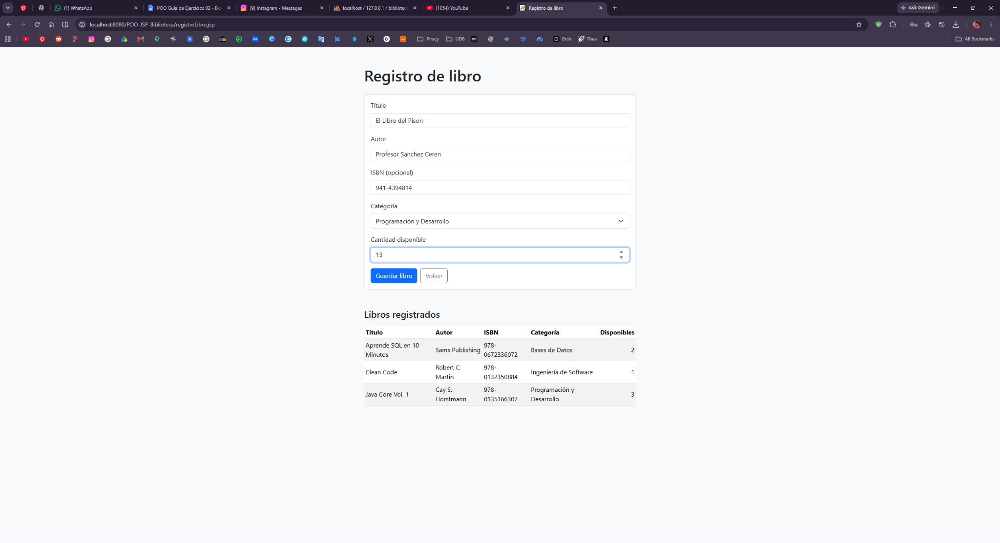 (1) WhatsApp
POO Guia de Ejercicios 02 - Do
(9) Instagram • Messages
localhost / 127.0.0.1 / bibliotec
(1054) YouTube
Registro de libro
Ask Gemini
localhost:8080/POO-JSP-Biblioteca/registroLibro.jsp
Piracy
UDB
mt
Grok
Thea
All Bookmarks
Registro de libro
Título
El Libro del Pison
Autor
Profesor Sanchez Ceren
ISBN (opcional)
941-4394814
Categoría
Programación y Desarrollo
Cantidad disponible
13
Guardar libro Volver
Libros registrados
Título Autor ISBN Categoría Disponibles
Aprende SQL en 10
Minutos
Sams Publishing
978-
0672336072
Bases de Datos
2
Clean Code
Robert C.
Martin
978-
0132350884
Ingeniería de Software
1
Java Core Vol. 1
Cay S.
Horstmann
978-
0135166307
Programación y
Desarrollo
3